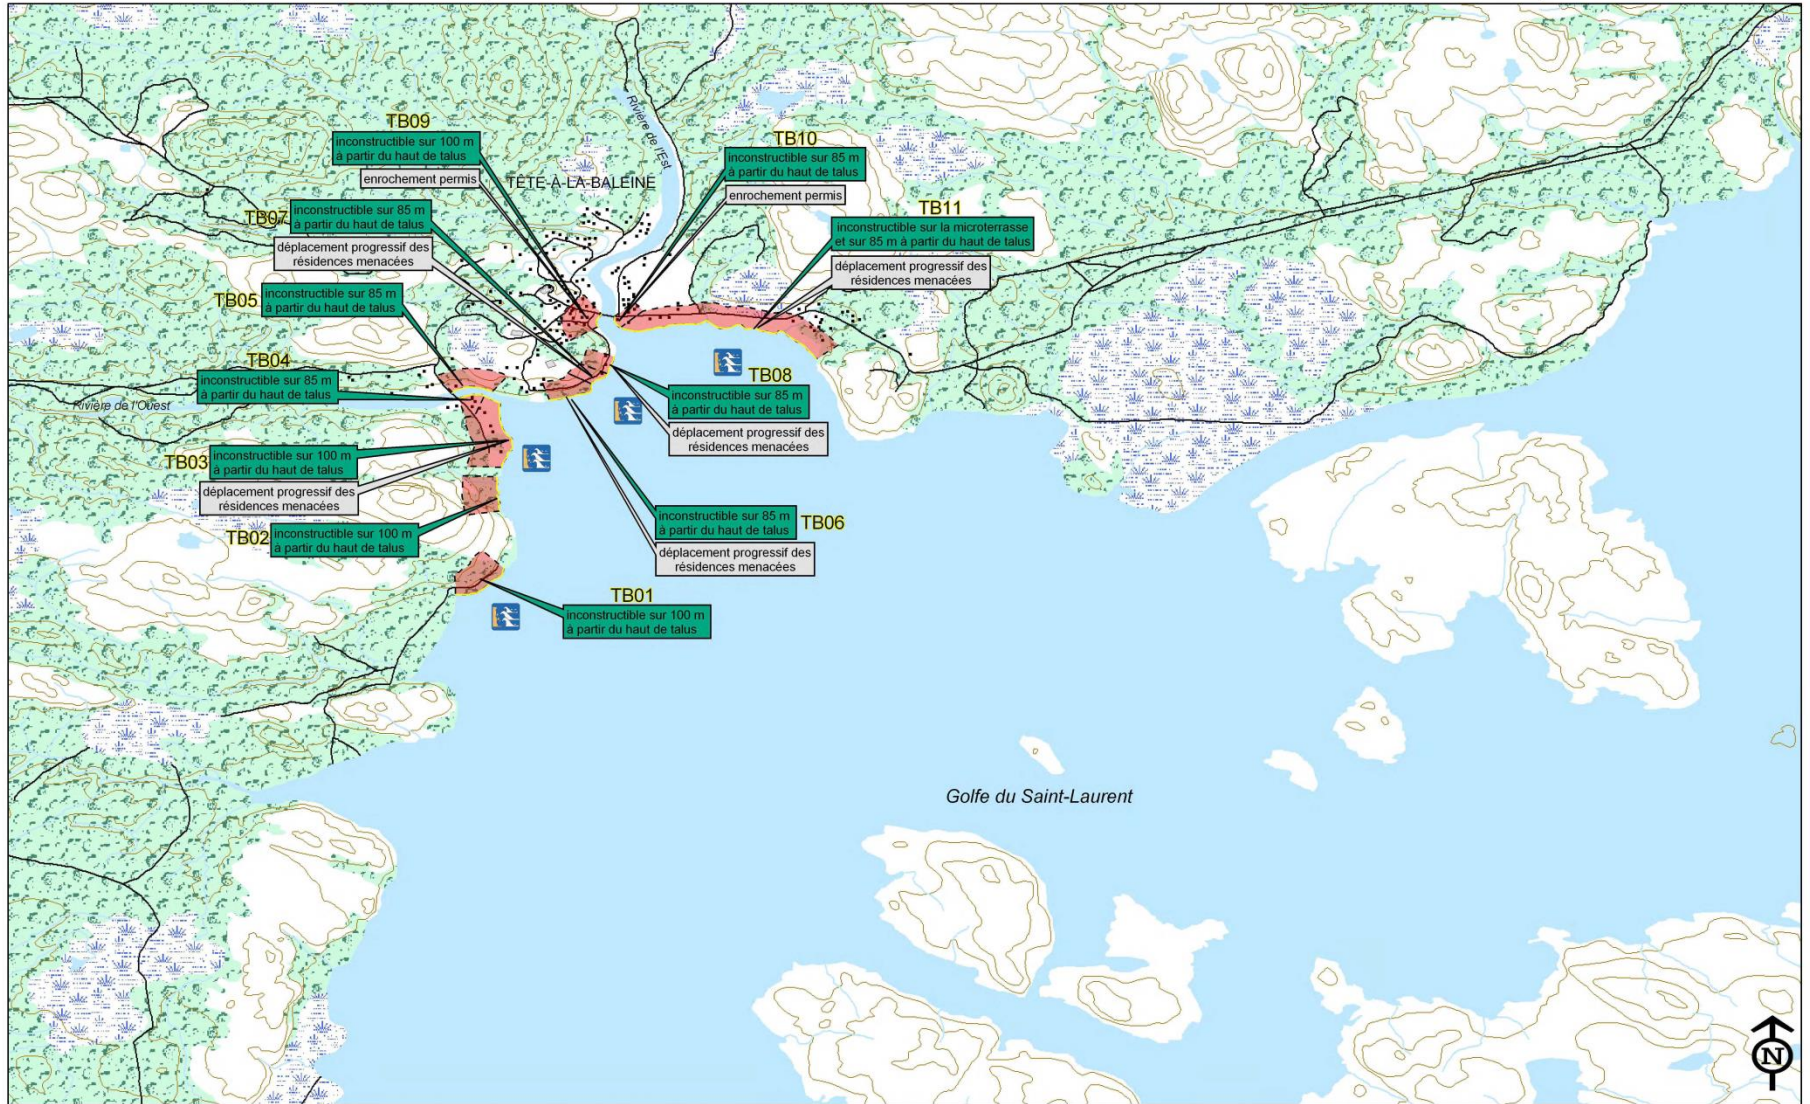 TB09
inconstructible sur 100 m
à partir du haut de talus
enrochement permis
TÊTE-À-LA-BALEINE
Rivière de l'Est
TB10
inconstructible sur 85 m
à partir du haut de talus
enrochement permis
TB07
inconstructible sur 85 m
à partir du haut de talus
déplacement progressif des
résidences menacées
TB11
inconstructible sur la microterrasse
et sur 85 m à partir du haut de talus
déplacement progressif des
résidences menacées
TB05
inconstructible sur 85 m
à partir du haut de talus
TB04
inconstructible sur 85 m
à partir du haut de talus
Rivière de l'Ouest
TB08
inconstructible sur 85 m
à partir du haut de talus
déplacement progressif des
résidences menacées
TB03
inconstructible sur 100 m
à partir du haut de talus
déplacement progressif des
résidences menacées
TB02
inconstructible sur 100 m
à partir du haut de talus
TB06
inconstructible sur 85 m
à partir du haut de talus
déplacement progressif des
résidences menacées
TB01
inconstructible sur 100 m
à partir du haut de talus
Golfe du Saint-Laurent
N